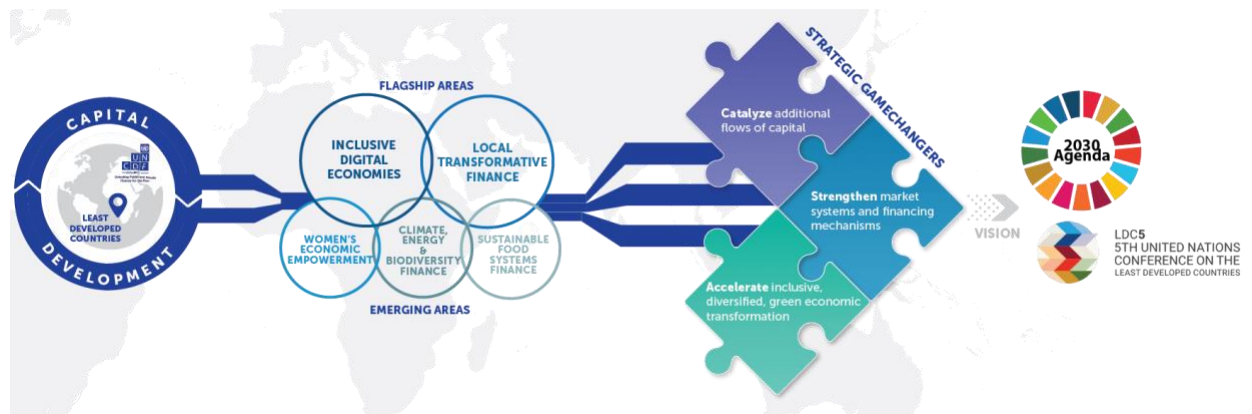 CAPITAL
DEVELOPMENT
UN
CDF
LEAST
DEVELOPED
COUNTRIES
FLAGSHIP AREAS
INCLUSIVE
DIGITAL
ECONOMIES
LOCAL
TRANSFORMATIVE
FINANCE
WOMEN'S
ECONOMIC
EMPOWERMENT
CLIMATE,
ENERGY
&
BIODIVERSITY
FINANCE
SUSTAINABLE
FOOD
SYSTEMS
FINANCE
EMERGING AREAS
STRATEGIC GAMECHANGERS
Catalyze additional
flows of capital
Strengthen market
systems and financing
mechanisms
Accelerate inclusive,
diversified, green economic
transformation
VISION
2030
Agenda
LDC5
5TH UNITED NATIONS
CONFERENCE ON THE
LEAST DEVELOPED COUNTRIES